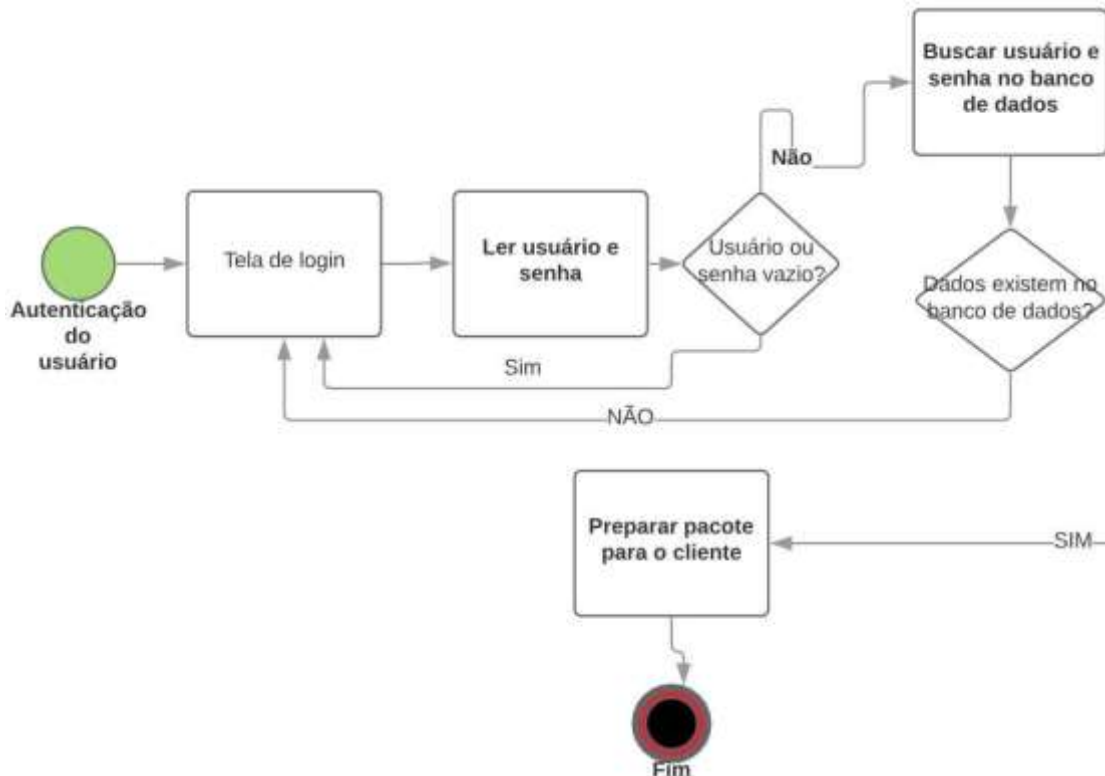 Autenticação
do
usuário
Tela de login
Ler usuário e
senha
Usuário ou
senha vazio?
Não
Buscar usuário e
senha no banco
de dados
Dados existem no
banco de dados?
Sim
NÃO
SIM
Preparar pacote
para o cliente
Fim